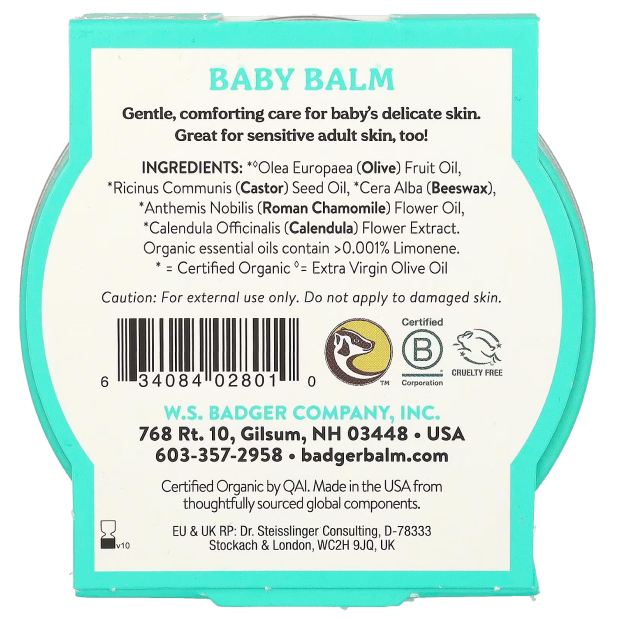 BABY BALM
Gentle, comforting care for baby's delicate skin.
Great for sensitive adult skin, too!
INGREDIENTS: *◊Olea Europaea (Olive) Fruit Oil,
*Ricinus Communis (Castor) Seed Oil, *Cera Alba (Beeswax),
*Anthemis Nobilis (Roman Chamomile) Flower Oil,
*Calendula Officinalis (Calendula) Flower Extract.
Organic essential oils contain >0.001% Limonene.
* = Certified Organic ◊= Extra Virgin Olive Oil
Caution: For external use only. Do not apply to damaged skin.
6 34084 02801 0
TM
Certified
B
Corporation
CRUELTY FREE
W.S. BADGER COMPANY, INC.
768 Rt. 10, Gilsum, NH 03448 • USA
603-357-2958 • badgerbalm.com
Certified Organic by QAI. Made in the USA from
thoughtfully sourced global components.
v10
EU & UK RP: Dr. Steisslinger Consulting, D-78333
Stockach & London, WC2H 9JQ, UK